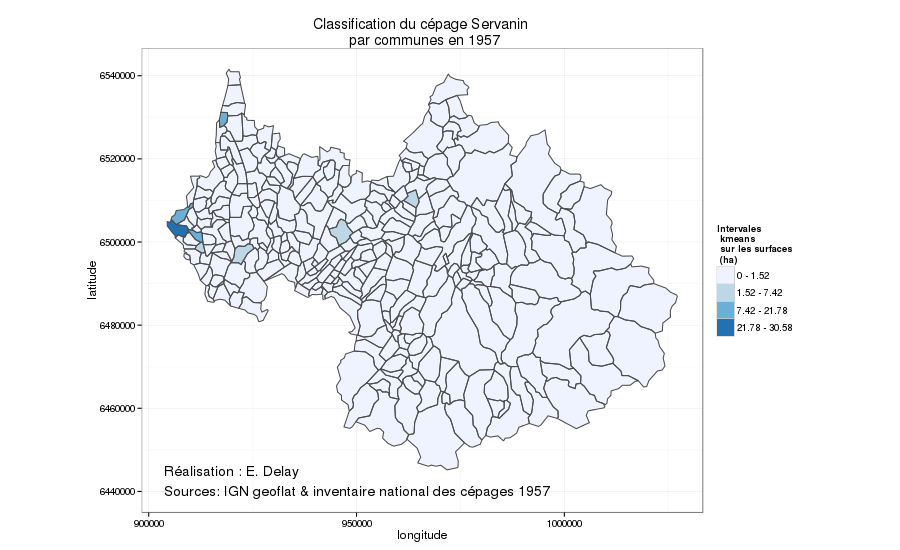 Classification du cépage Servanin
par communes en 1957
6540000
6520000
6500000
6480000
6460000
6440000
latitude
900000
950000
1000000
longitude
Réalisation : E. Delay
Sources: IGN geoflat & inventaire national des cépages 1957
Intervales
kmeans
sur les surfaces
(ha)
0 - 1.52
1.52 - 7.42
7.42 - 21.78
21.78 - 30.58